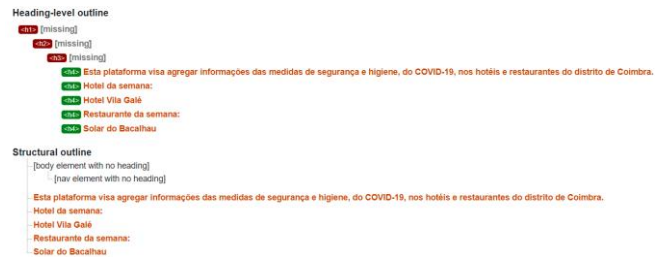 Heading-level outline
<h1> [missing]
<h2> [missing]
<h3> [missing]
<h4> Esta plataforma visa agregar informações das medidas de segurança e higiene, do COVID-19, nos hotéis e restaurantes do distrito de Coimbra.
<h4> Hotel da semana:
<h4> Hotel Vila Galé
<h4> Restaurante da semana:
<h4> Solar do Bacalhau
Structural outline
[body element with no heading]
[nav element with no heading]
Esta plataforma visa agregar informações das medidas de segurança e higiene, do COVID-19, nos hotéis e restaurantes do distrito de Coimbra.
Hotel da semana:
Hotel Vila Galé
Restaurante da semana:
Solar do Bacalhau